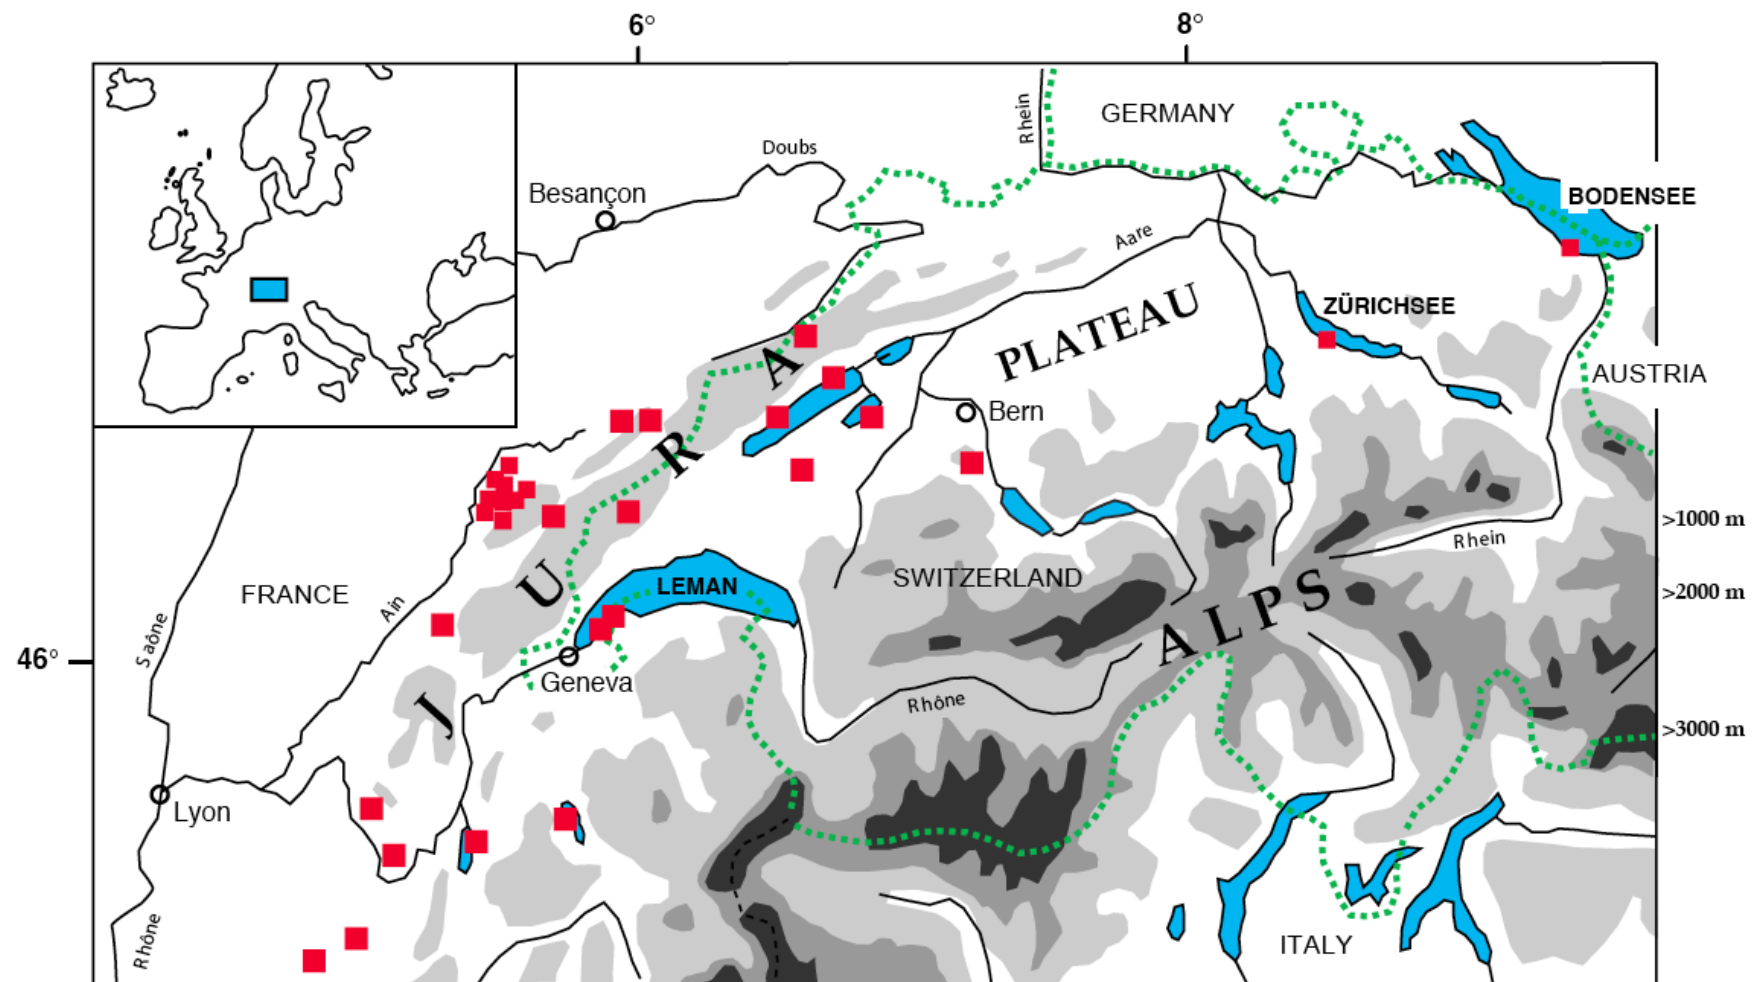 6°
8°
Rhein
GERMANY
Doubs
Besançon
BODENSEE
Aare
ZÜRICHSEE
PLATEAU
AUSTRIA
Bern
JURA
>1000 m
Rhein
SWITZERLAND
LEMAN
FRANCE
Ain
>2000 m
ALPS
Saône
46°
Geneva
Rhône
>3000 m
Lyon
Rhône
ITALY